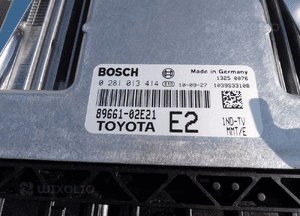 BOSCH
Made in Germany
1325 0076
0 281 013 414
10-09-27
1039S33108
89661-02E21
TOYOTA
E2
1ND-TV
MMT/E
WIXOLIO